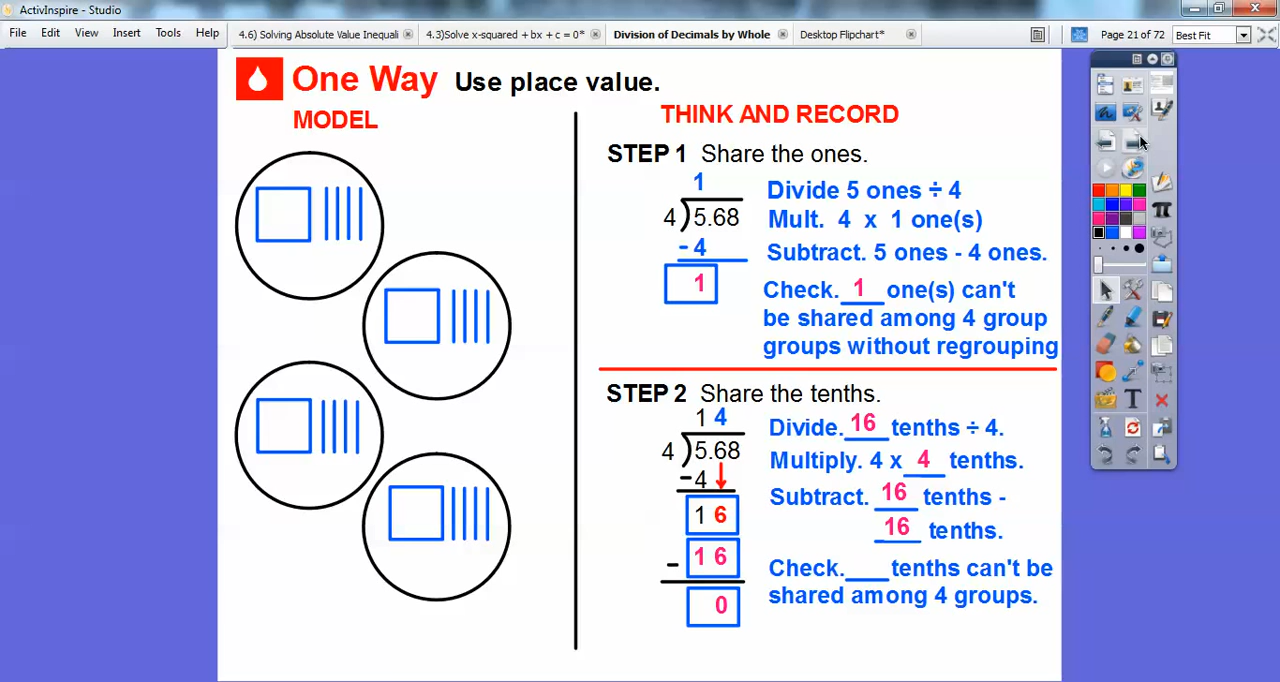 ActivInspire - Studio
File Edit View Insert Tools Help
4.6) Solving Absolute Value Inequali
4.3)Solve x-squared + bx + c = 0*
Division of Decimals by Whole
Desktop Flipchart*
Page 21 of 72
Best Fit
One Way Use place value.
MODEL
THINK AND RECORD
STEP 1 Share the ones.
1
4)5.68
-4
1
Divide 5 ones ÷ 4
Mult. 4 x 1 one(s)
Subtract. 5 ones - 4 ones.
Check. 1 one(s) can't
be shared among 4 group
groups without regrouping
STEP 2 Share the tenths.
1 4
4)5.68
-4
1 6
- 1 6
0
Divide. 16 tenths ÷ 4.
Multiply. 4 x 4 tenths.
Subtract. 16 tenths -
16 tenths.
Check.___ tenths can't be
shared among 4 groups.